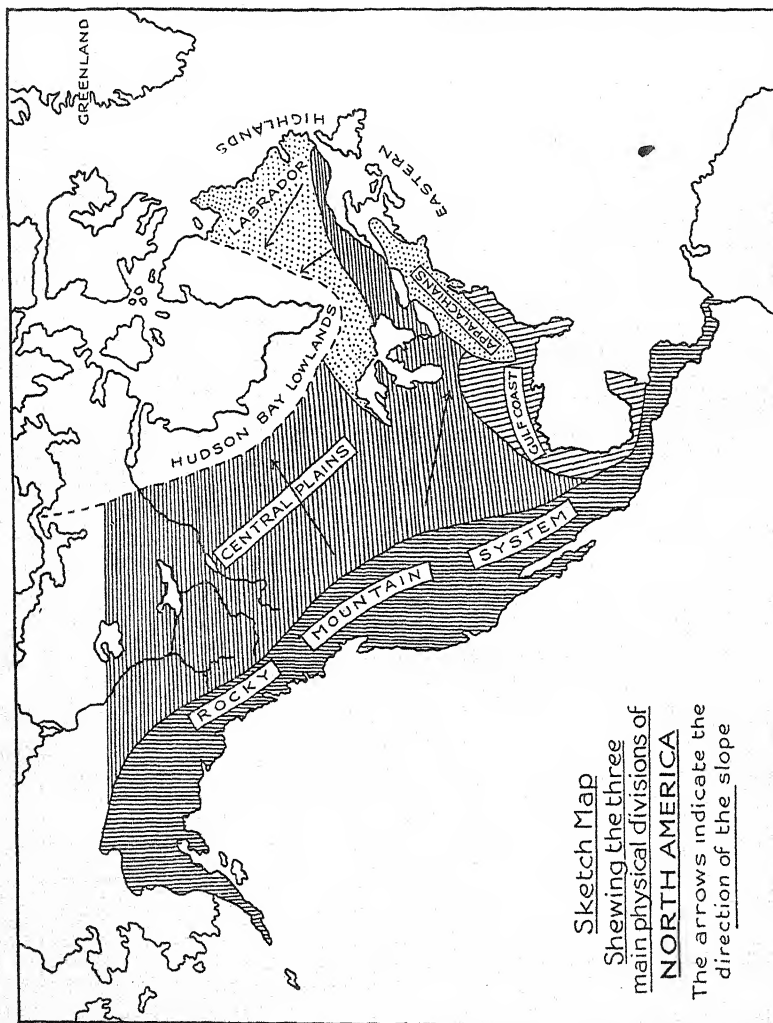 GREENLAND
HIGHLANDS
LABRADOR
EASTERN
HUDSON BAY LOWLANDS
APPALACHIANS
CENTRAL PLAINS
GULF COAST
ROCKY
MOUNTAIN
SYSTEM
Sketch Map
Shewing the three
main physical divisions of
NORTH AMERICA
The arrows indicate the
direction of the slope